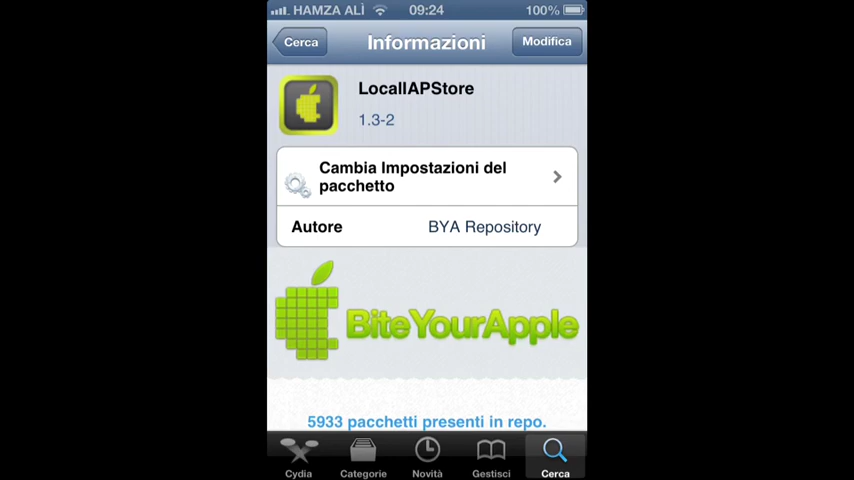 HAMZA ALÌ 09:24 100%
Cerca Informazioni Modifica
LocalIAPStore
1.3-2
Cambia Impostazioni del
pacchetto
Autore BYA Repository
BiteYourApple
5933 pacchetti presenti in repo.
Cydia Categorie Novità Gestisci Cerca